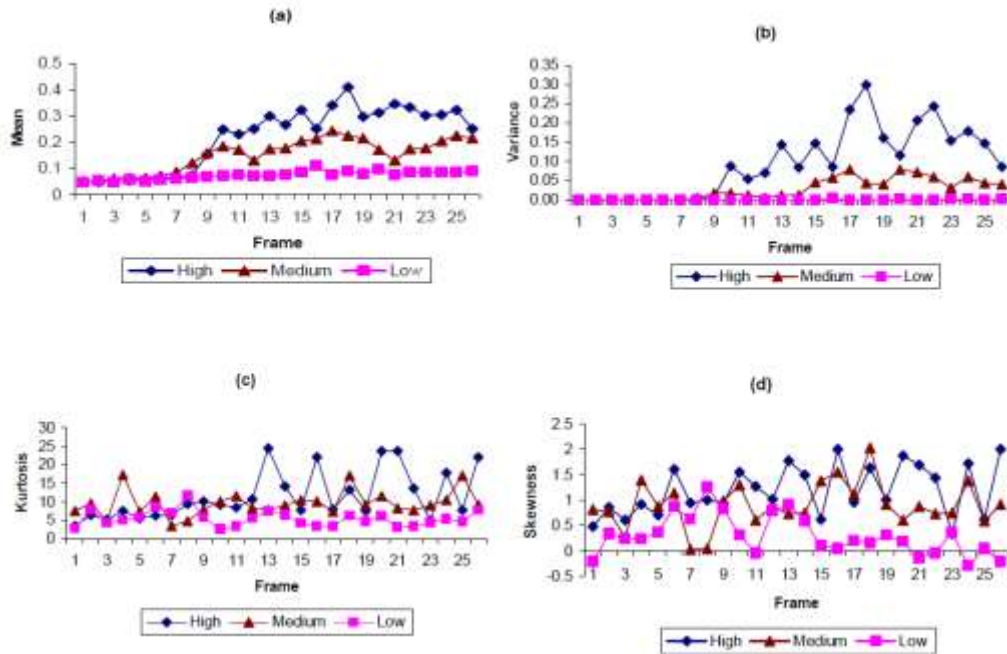 (a)
0.5
0.4
0.3
0.2
0.1
0
Mean
1 3 5 7 9 11 13 15 17 19 21 23 25
Frame
High Medium Low
(b)
0.35
0.30
0.25
0.20
0.15
0.10
0.05
0.00
Variance
1 3 5 7 9 11 13 15 17 19 21 23 25
Frame
High Medium Low
(c)
30
25
20
15
10
5
0
Kurtosis
1 3 5 7 9 11 13 15 17 19 21 23 25
Frame
High Medium Low
(d)
2.5
2
1.5
1
0.5
0
-0.5
Skewness
1 3 5 7 9 11 13 15 17 19 21 23 25
Frame
High Medium Low